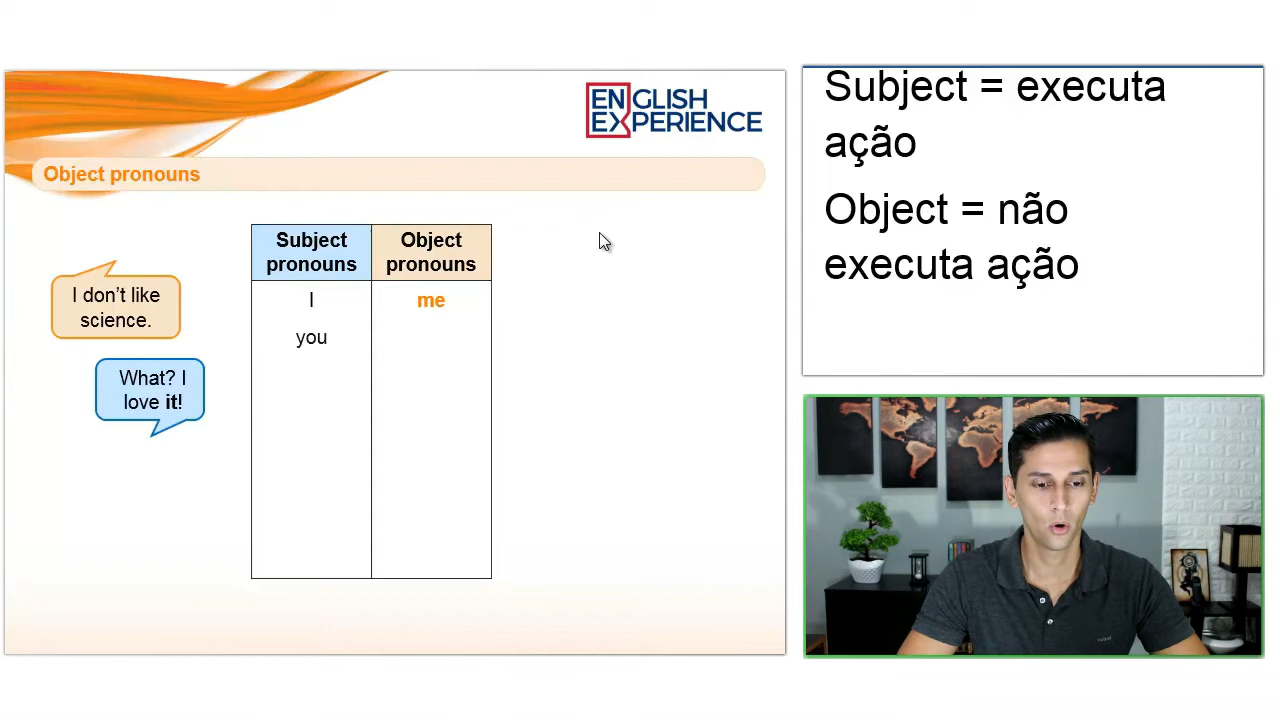 ENGLISH
EXPERIENCE
Object pronouns
Subject pronouns
Object pronouns
I
me
you
I don’t like
science.
What? I
love it!
Subject = executa
ação
Object = não
executa ação